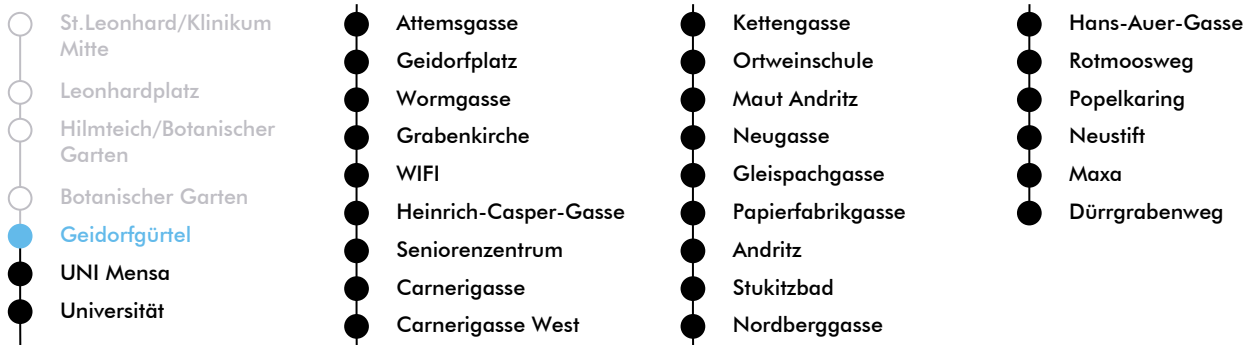 St.Leonhard/Klinikum
Mitte
Leonhardplatz
Hilmteich/Botanischer
Garten
Botanischer Garten
Geidorfgürtel
UNI Mensa
Universität
Attemsgasse
Geidorfplatz
Wormgasse
Grabenkirche
WIFI
Heinrich-Casper-Gasse
Seniorenzentrum
Carnerigasse
Carnerigasse West
Kettengasse
Ortweinschule
Maut Andritz
Neugasse
Gleispachgasse
Papierfabrikgasse
Andritz
Stukitzbad
Nordberggasse
Hans-Auer-Gasse
Rotmoosweg
Popelkaring
Neustift
Maxa
Dürrgrabenweg